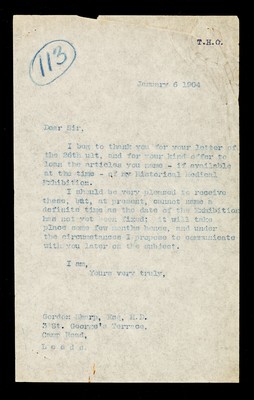 113
T.H.O.
January 6 1904
Dear Sir,
I beg to thank you for your letter of
the 26th ult, and for your kind offer to
loan the articles you name - if available
at the time - of my Historical Medical
Exhibition.
I should be very pleased to receive
these, but, at present, cannot name a
definite time as the date of the Exhibition
has not yet been fixed; it will take
place some few months hence, and under
the circumstances I propose to communicate
with you later on the subject.
I am,
Yours very truly,
Gordon Sharp, Esq, M.D.
St. George's Terrace,
Camp Road,
Leeds.